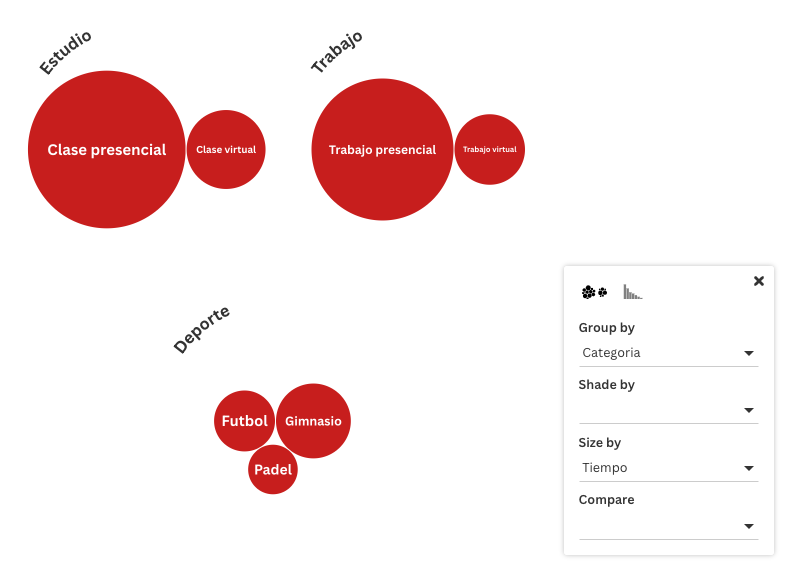 Estudio
Trabajo
Clase presencial
Clase virtual
Trabajo presencial
Trabajo virtual
Deporte
Futbol
Gimnasio
Padel
Group by
Categoria
Shade by
Size by
Tiempo
Compare